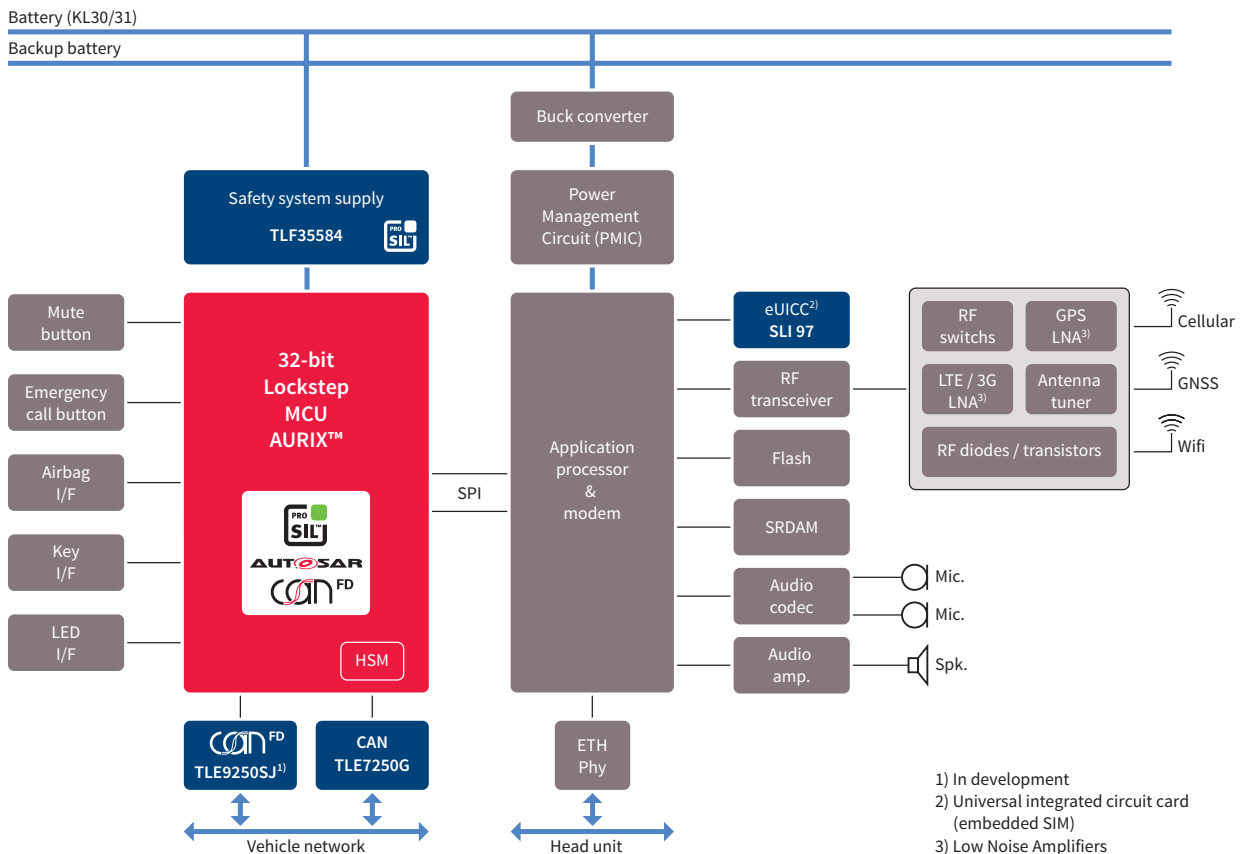 Battery (KL30/31)
Backup battery
Buck converter
Safety system supply
TLF35584
PRO
SIL™
Power
Management
Circuit (PMIC)
Mute
button
Emergency
call button
Airbag
I/F
Key
I/F
LED
I/F
32-bit
Lockstep
MCU
AURIX™
PRO
SIL™
AUTOSAR
CAN FD
HSM
SPI
Application
processor
&
modem
eUICC2)
SLI 97
RF
transceiver
Flash
SRDAM
Audio
codec
Audio
amp.
RF
switchs
GPS
LNA3)
LTE / 3G
LNA3)
Antenna
tuner
RF diodes / transistors
Cellular
GNSS
Wifi
Mic.
Mic.
Spk.
CAN FD
TLE9250SJ1)
CAN
TLE7250G
ETH
Phy
Vehicle network
Head unit
1) In development
2) Universal integrated circuit card
(embedded SIM)
3) Low Noise Amplifiers